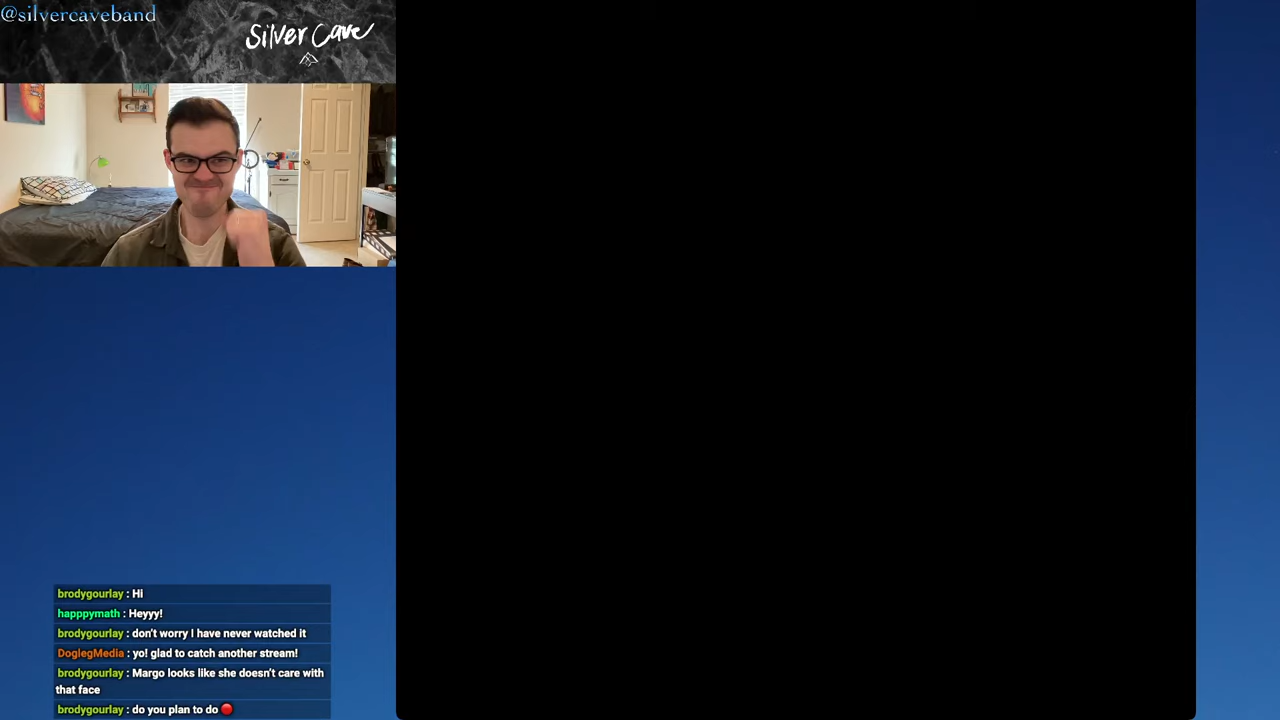 @silvercaveband
Silver Cave
brodygourlay : Hi
happpymath : Heyyy!
brodygourlay : don't worry I have never watched it
DoglegMedia : yo! glad to catch another stream!
brodygourlay : Margo looks like she doesn't care with
that face
brodygourlay : do you plan to do 🔴